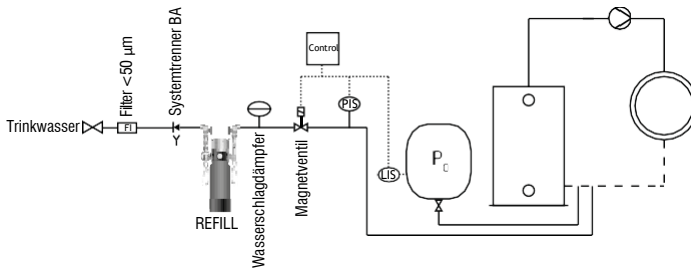 Trinkwasser
Filter <50 µm
FI
Systemtrenner BA
REFILL
Wasserschlagdämpfer
Magnetventil
Control
PIS
LIS
P0